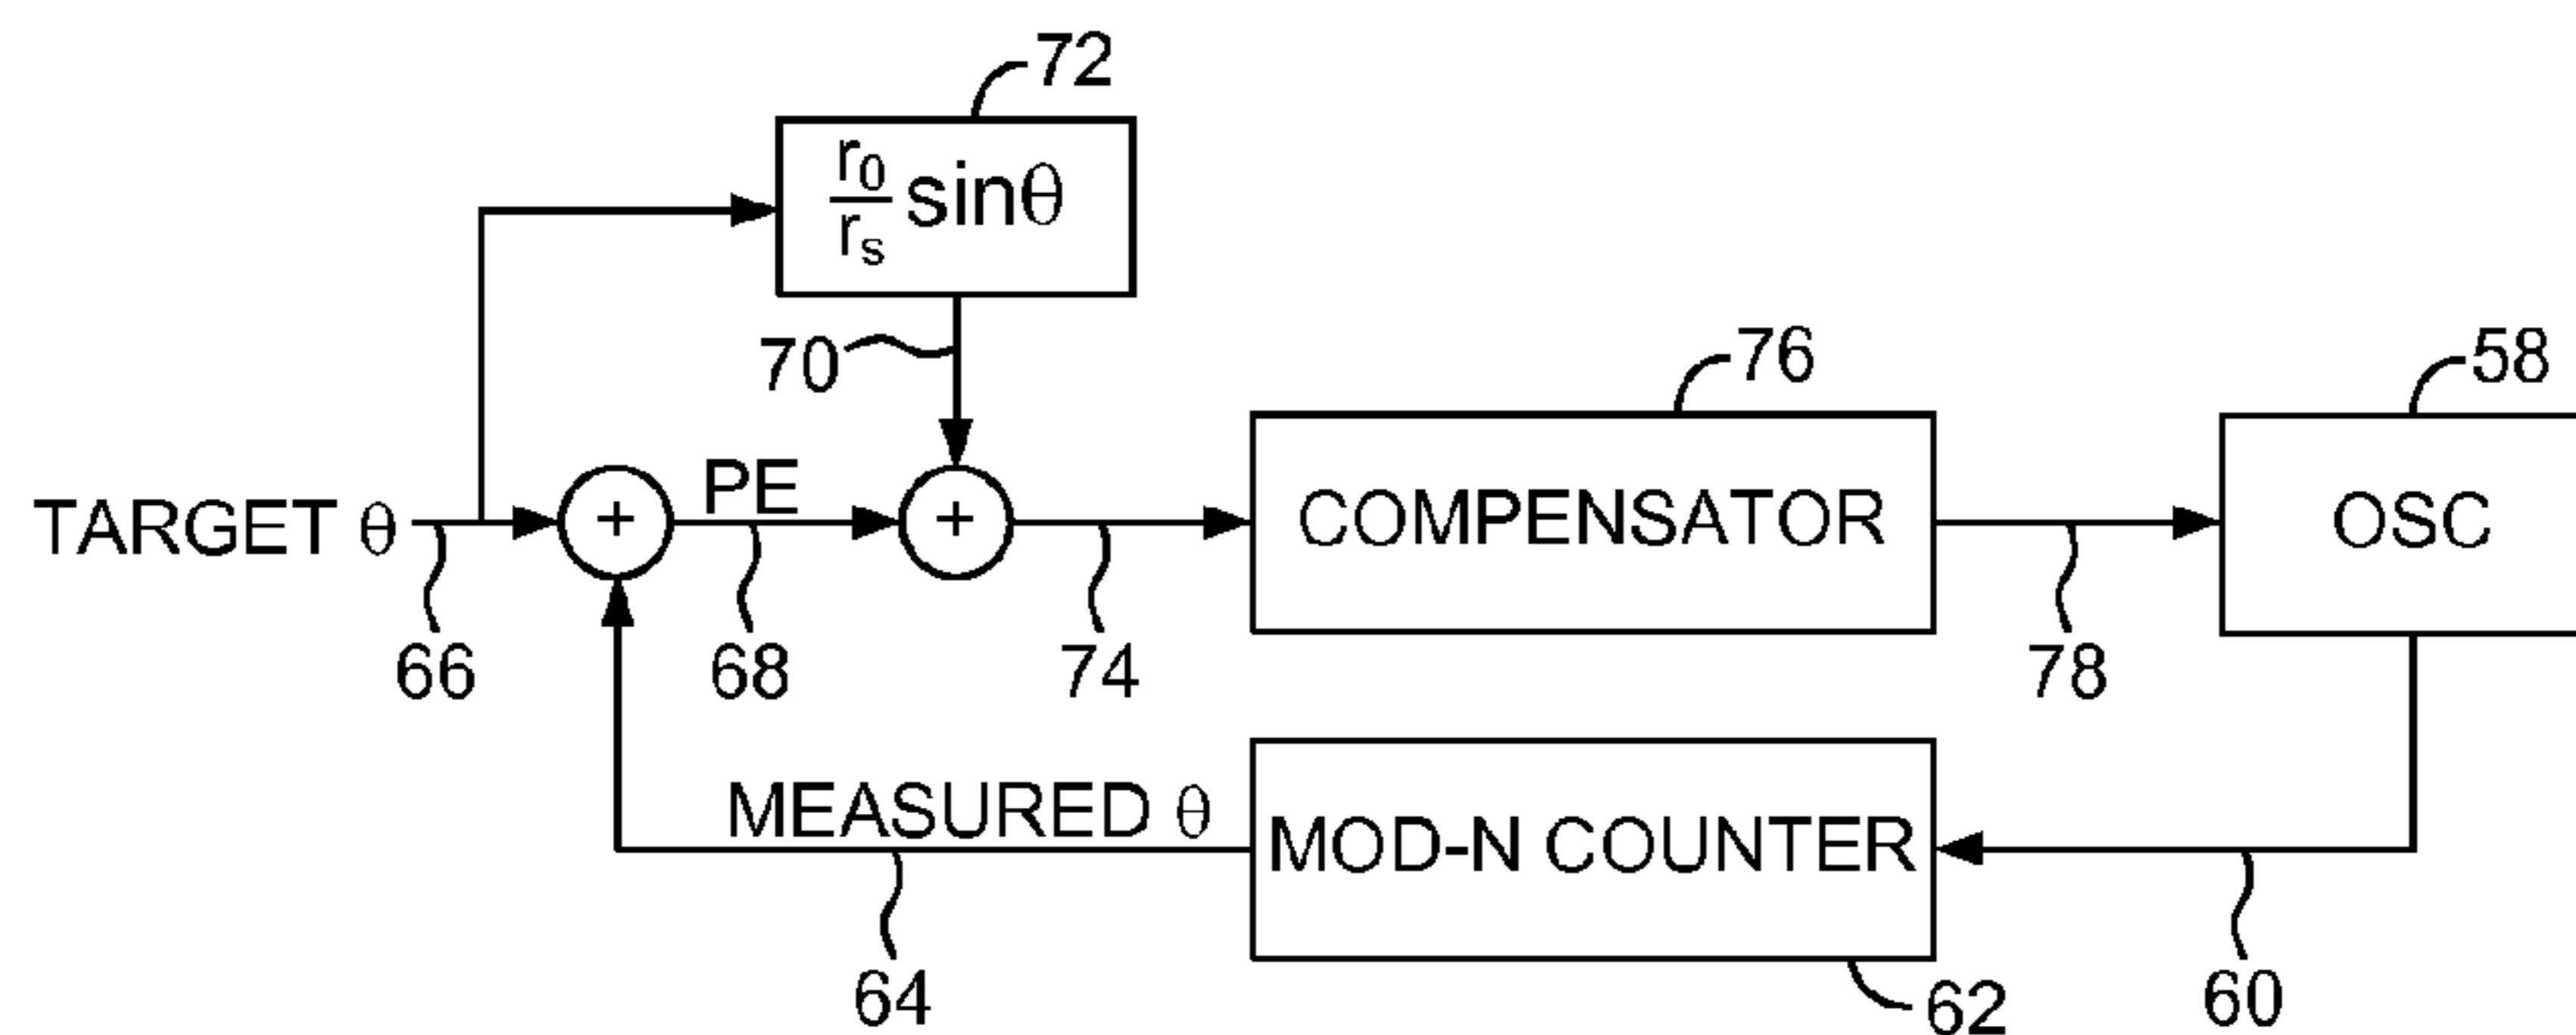 72
r₀
rₛ
sinθ
70
76
58
TARGET θ
+
PE
+
COMPENSATOR
OSC
66
68
74
78
MEASURED θ
MOD-N COUNTER
64
62
60